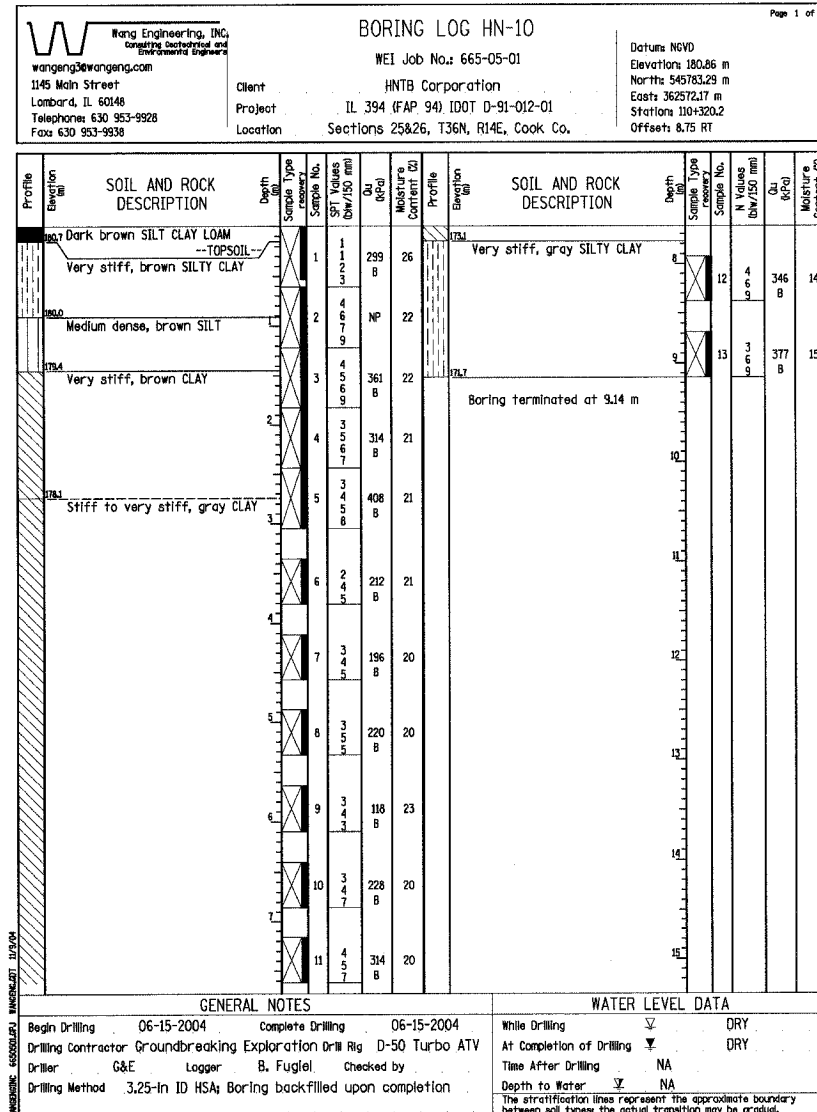 Page 1 of
Wang Engineering, INC.
Consulting Geotechnical and
Environmental Engineers
wangeng3@wangeng.com
1145 Main Street
Lombard, IL 60148
Telephone: 630 953-9928
Fax: 630 953-9938
BORING LOG HN-10
WEI Job No.: 665-05-01
Client HNTB Corporation
Project IL 394 (FAP 94) IDOT D-91-012-01
Location Sections 25&26, T36N, R14E, Cook Co.
Datum: NGVD
Elevation: 180.86 m
North: 545783.29 m
East: 362572.17 m
Station: 110+320.2
Offset: 8.75 RT
Profile Elevation (m) SOIL AND ROCK DESCRIPTION Depth (m) Sample Type recovery Sample No. SPT Values (blw/150 mm) Qu (kPa) Moisture Content (%)
Profile Elevation (m) SOIL AND ROCK DESCRIPTION Depth (m) Sample Type recovery Sample No. N Values (blw/150 mm) Qu (kPa) Moisture
180.7 Dark brown SILT CLAY LOAM
--TOPSOIL--
Very stiff, brown SILTY CLAY
1 1 1 2 3 299 B 26
180.0
Medium dense, brown SILT
1
2 4 6 7 9 NP 22
179.4
Very stiff, brown CLAY
3 4 5 6 9 361 B 22
2
4 3 5 6 7 314 B 21
178.1
Stiff to very stiff, gray CLAY
5 3 4 5 8 408 B 21
3
6 2 4 5 212 B 21
4
7 3 4 5 196 B 20
5
8 3 5 5 220 B 20
9 3 4 3 118 B 23
6
10 3 4 7 228 B 20
7
11 4 5 7 314 B 20
173.1
Very stiff, gray SILTY CLAY
8
12 4 6 9 346 B 14
9
13 3 6 9 377 B 15
171.7
Boring terminated at 9.14 m
10
11
12
13
14
15
GENERAL NOTES
Begin Drilling 06-15-2004 Complete Drilling 06-15-2004
Drilling Contractor Groundbreaking Exploration Drill Rig D-50 Turbo ATV
Driller G&E Logger B. Fugiel Checked by
Drilling Method 3.25-in ID HSA; Boring backfilled upon completion
WATER LEVEL DATA
While Drilling DRY
At Completion of Drilling DRY
Time After Drilling NA
Depth to Water NA
The stratification lines represent the approximate boundary
between soil types; the actual transition may be gradual.
WANGENGINC 6650501.GPJ WANGENG.GDT 11/9/04